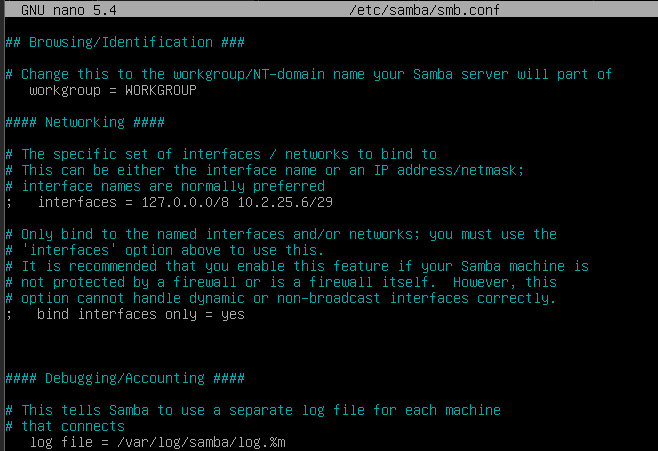 GNU nano 5.4 /etc/samba/smb.conf
## Browsing/Identification ###
# Change this to the workgroup/NT-domain name your Samba server will part of
workgroup = WORKGROUP
#### Networking ####
# The specific set of interfaces / networks to bind to
# This can be either the interface name or an IP address/netmask;
# interface names are normally preferred
;   interfaces = 127.0.0.0/8 10.2.25.6/29
# Only bind to the named interfaces and/or networks; you must use the
# 'interfaces' option above to use this.
# It is recommended that you enable this feature if your Samba machine is
# not protected by a firewall or is a firewall itself.  However, this
# option cannot handle dynamic or non-broadcast interfaces correctly.
;   bind interfaces only = yes
#### Debugging/Accounting ####
# This tells Samba to use a separate log file for each machine
# that connects
log file = /var/log/samba/log.%m